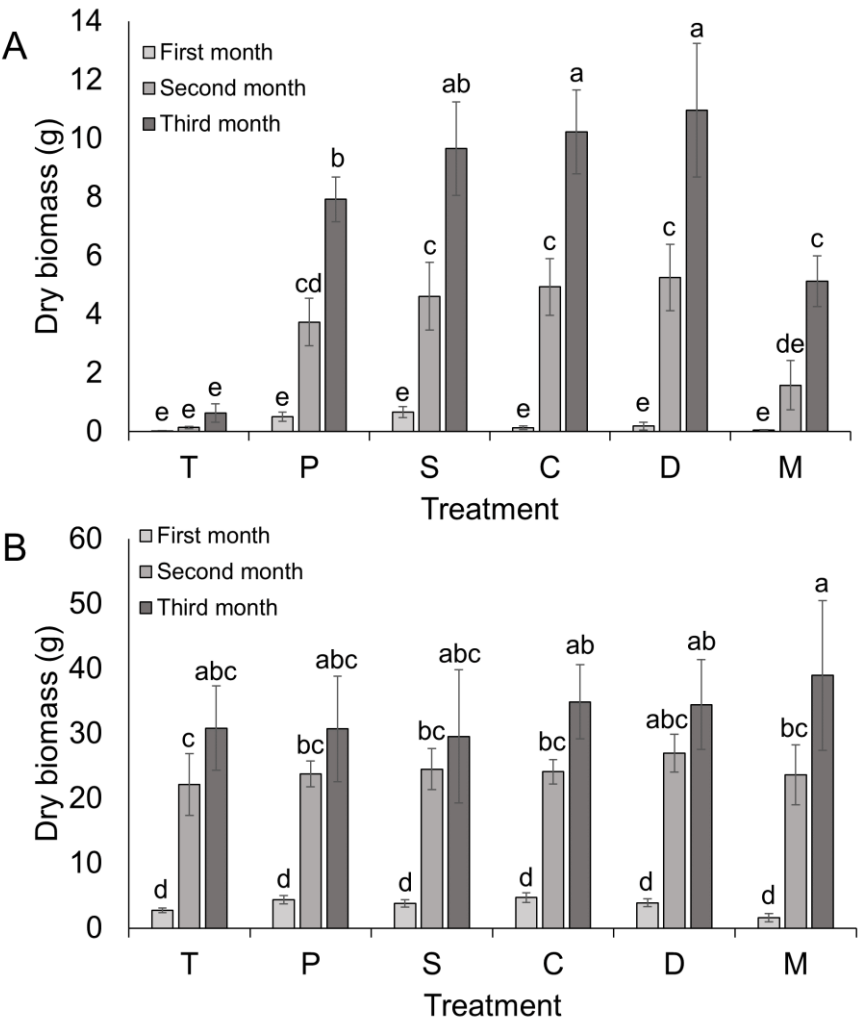 A
14
12
10
8
6
4
2
0
Dry biomass (g)
First month
Second month
Third month
e e e
e cd b
e c ab
e c a
e c a
e de c
T P S C D M
Treatment
B
60
50
40
30
20
10
0
Dry biomass (g)
First month
Second month
Third month
d c abc
d bc abc
d bc abc
d bc ab
d abc ab
d bc a
T P S C D M
Treatment